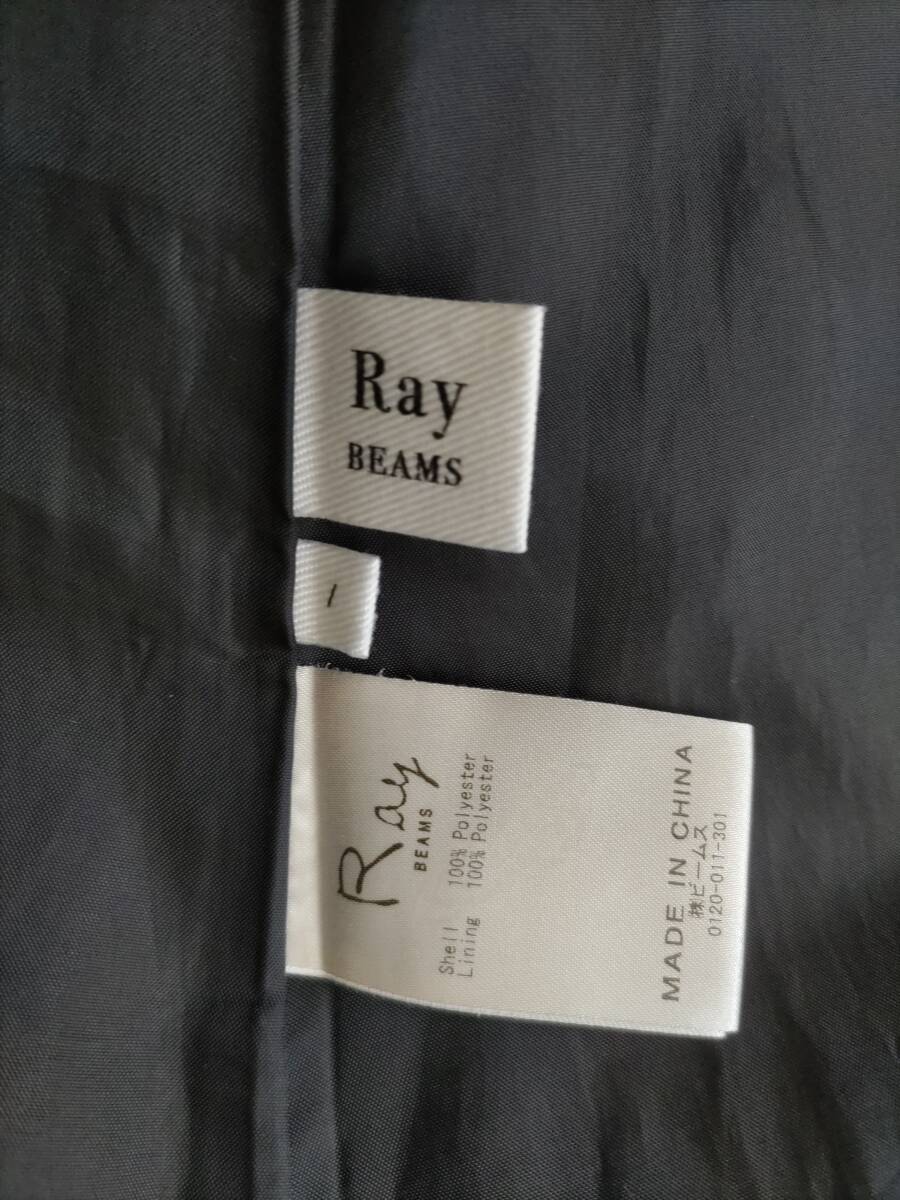 Ray
BEAMS
1
Ray
BEAMS
Shell 100% Polyester
Lining 100% Polyester
MADE IN CHINA
㈱ビームス
0120-011-301